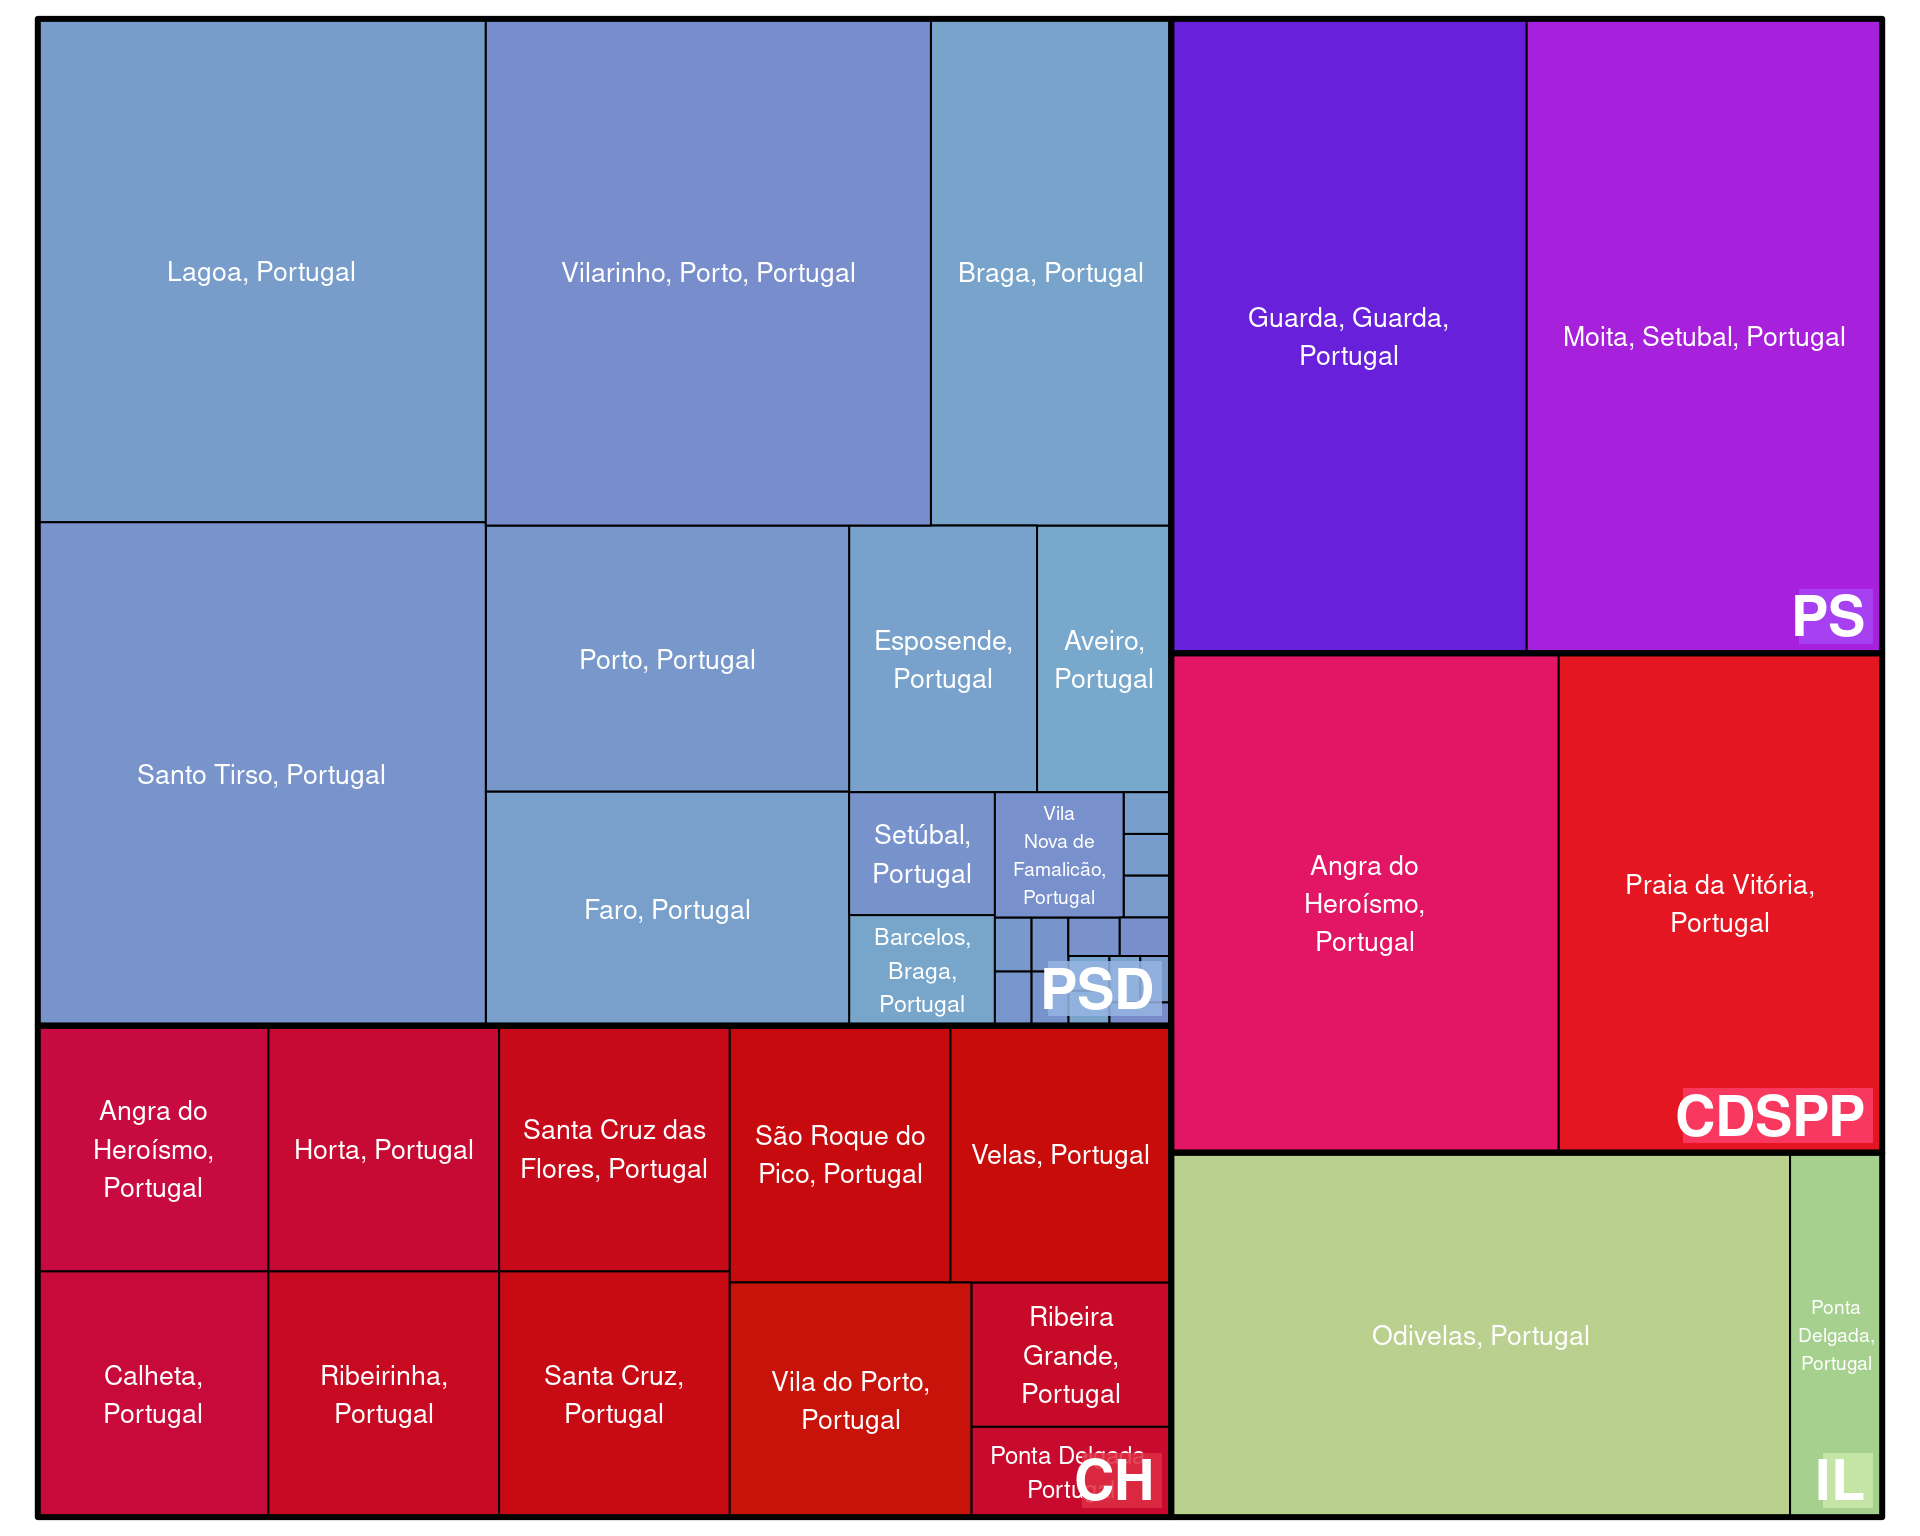 Lagoa, Portugal
Vilarinho, Porto, Portugal
Braga, Portugal
Santo Tirso, Portugal
Porto, Portugal
Esposende,
Portugal
Aveiro,
Portugal
Faro, Portugal
Setúbal,
Portugal
Vila
Nova de
Famalicão,
Portugal
Barcelos,
Braga,
Portugal
PSD
Guarda, Guarda,
Portugal
Moita, Setubal, Portugal
PS
Angra do
Heroísmo,
Portugal
Praia da Vitória,
Portugal
CDSPP
Angra do
Heroísmo,
Portugal
Horta, Portugal
Santa Cruz das
Flores, Portugal
São Roque do
Pico, Portugal
Velas, Portugal
Calheta,
Portugal
Ribeirinha,
Portugal
Santa Cruz,
Portugal
Vila do Porto,
Portugal
Ribeira
Grande,
Portugal
Ponta Delgada,
Portugal
CH
Odivelas, Portugal
Ponta
Delgada,
Portugal
IL